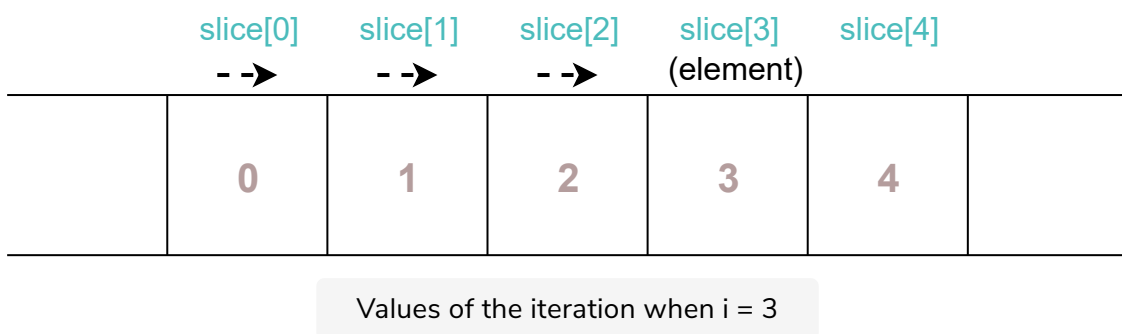 slice[0] slice[1] slice[2] slice[3] slice[4]
(element)
0 1 2 3 4
Values of the iteration when i = 3